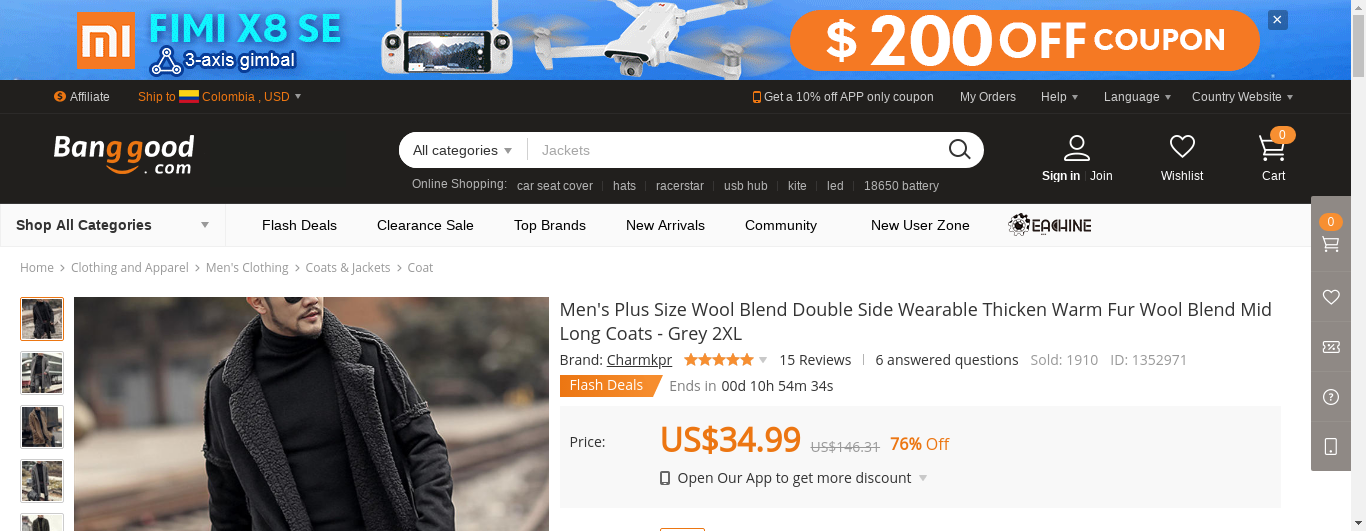 FIMI X8 SE
3-axis gimbal
$ 200 OFF COUPON
Affiliate
Ship to Colombia , USD
Get a 10% off APP only coupon
My Orders
Help
Language
Country Website
Banggood
.com
All categories
Jackets
0
Online Shopping: car seat cover hats racerstar usb hub kite led 18650 battery
Sign in Join
Wishlist
Cart
Shop All Categories
Flash Deals
Clearance Sale
Top Brands
New Arrivals
Community
New User Zone
EACHINE
0
Home > Clothing and Apparel > Men's Clothing > Coats & Jackets > Coat
Men's Plus Size Wool Blend Double Side Wearable Thicken Warm Fur Wool Blend Mid
Long Coats - Grey 2XL
Brand: Charmkpr 15 Reviews 6 answered questions Sold: 1910 ID: 1352971
Flash Deals Ends in 00d 10h 54m 34s
Price: US$34.99 US$146.31 76% Off
Open Our App to get more discount